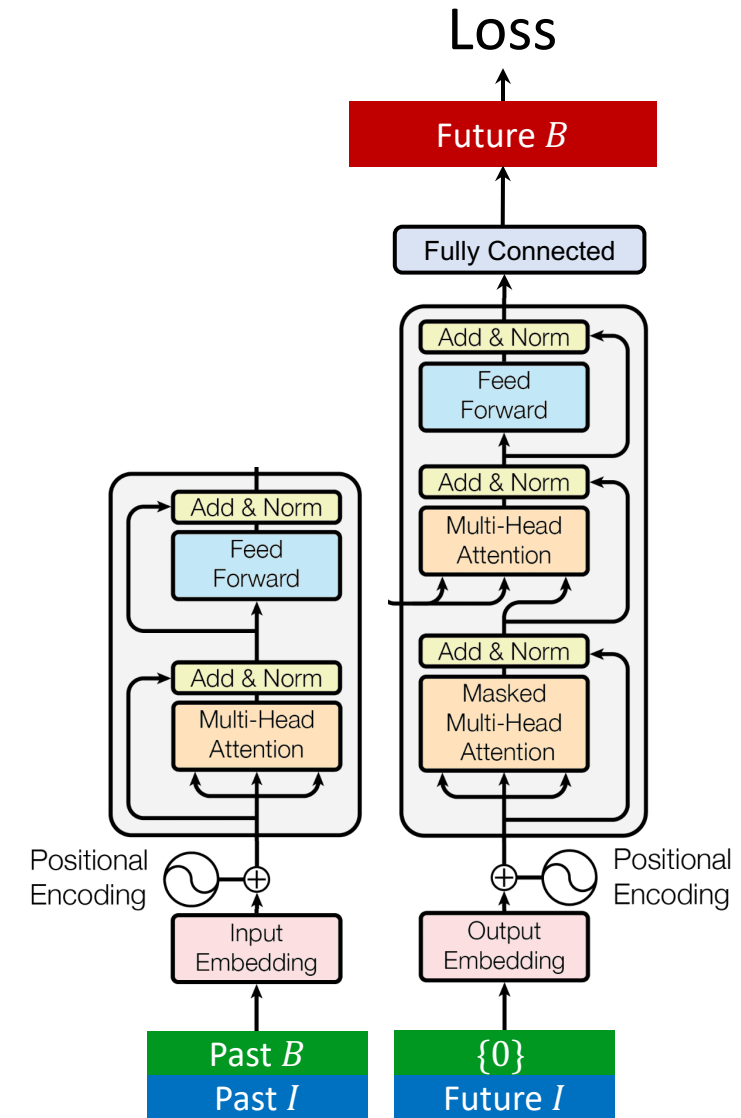 Loss
Future B
Fully Connected
Add & Norm
Feed
Forward
Add & Norm
Multi-Head
Attention
Add & Norm
Masked
Multi-Head
Attention
Positional
Encoding
Output
Embedding
{0}
Future I
Add & Norm
Feed
Forward
Add & Norm
Multi-Head
Attention
Positional
Encoding
Input
Embedding
Past B
Past I